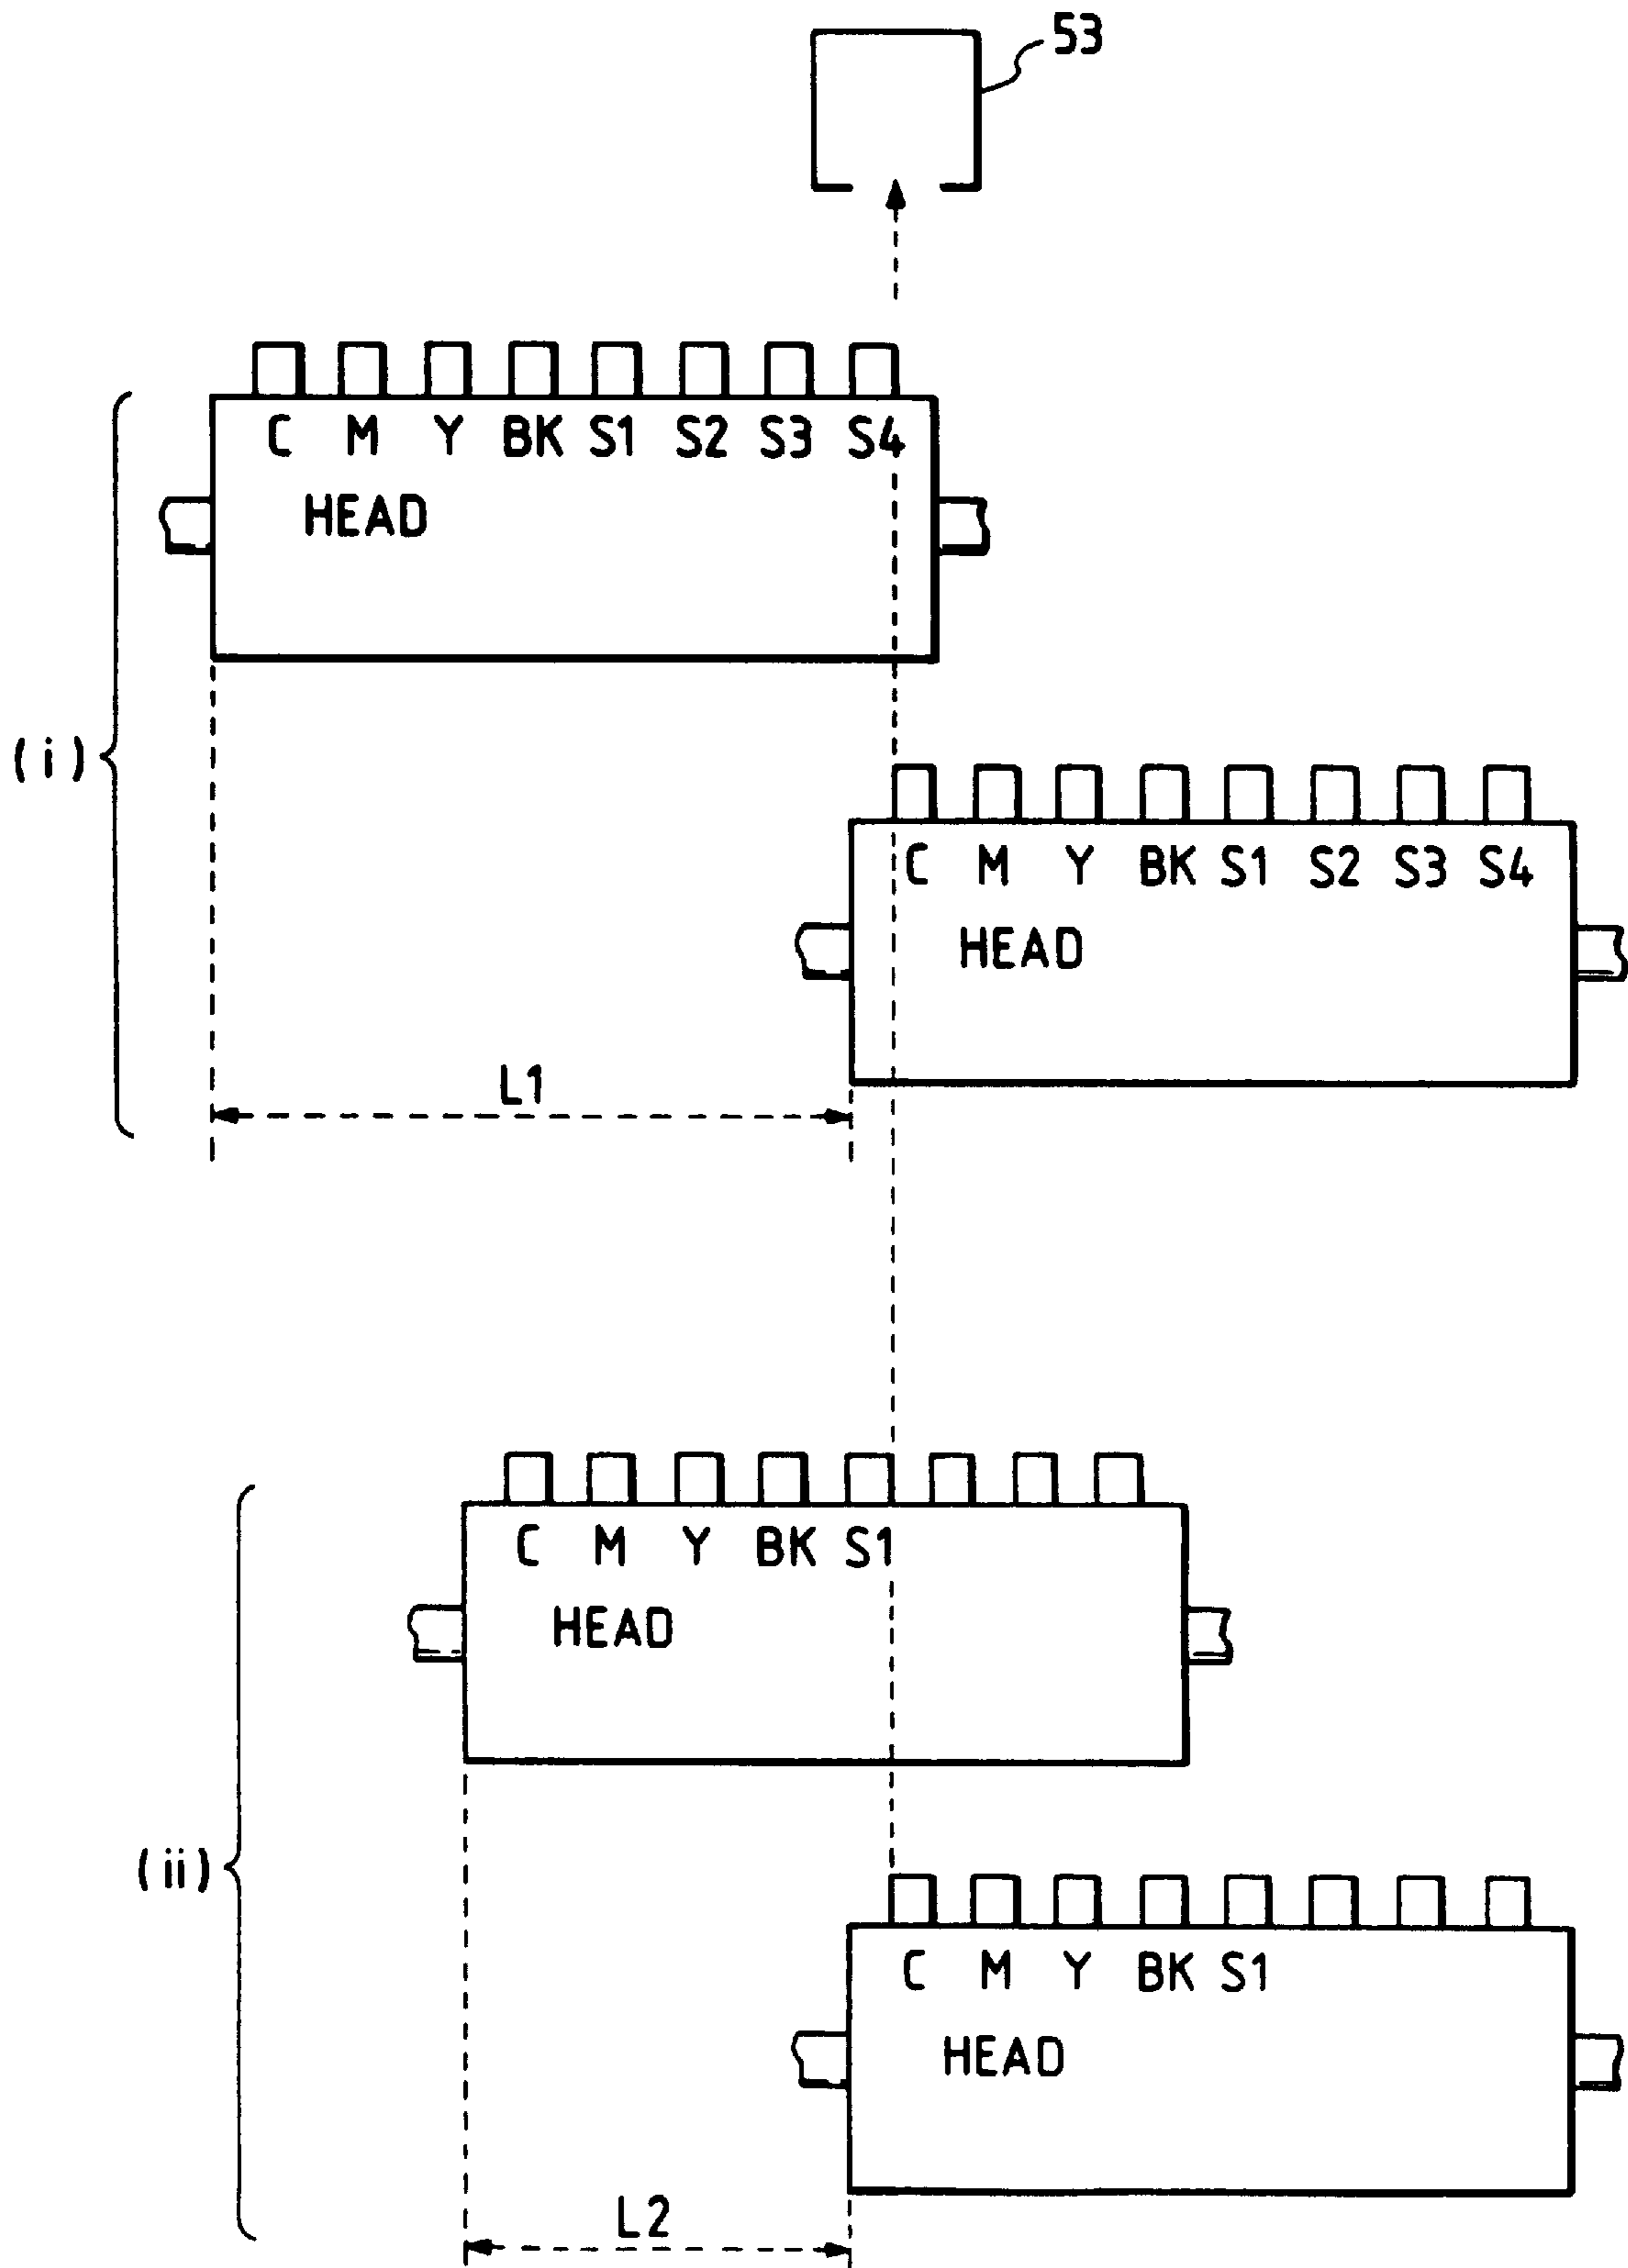 53
C M Y BK S1 S2 S3 S4
HEAD
(i)
C M Y BK S1 S2 S3 S4
HEAD
L1
C M Y BK S1
HEAD
(ii)
C M Y BK S1
HEAD
L2